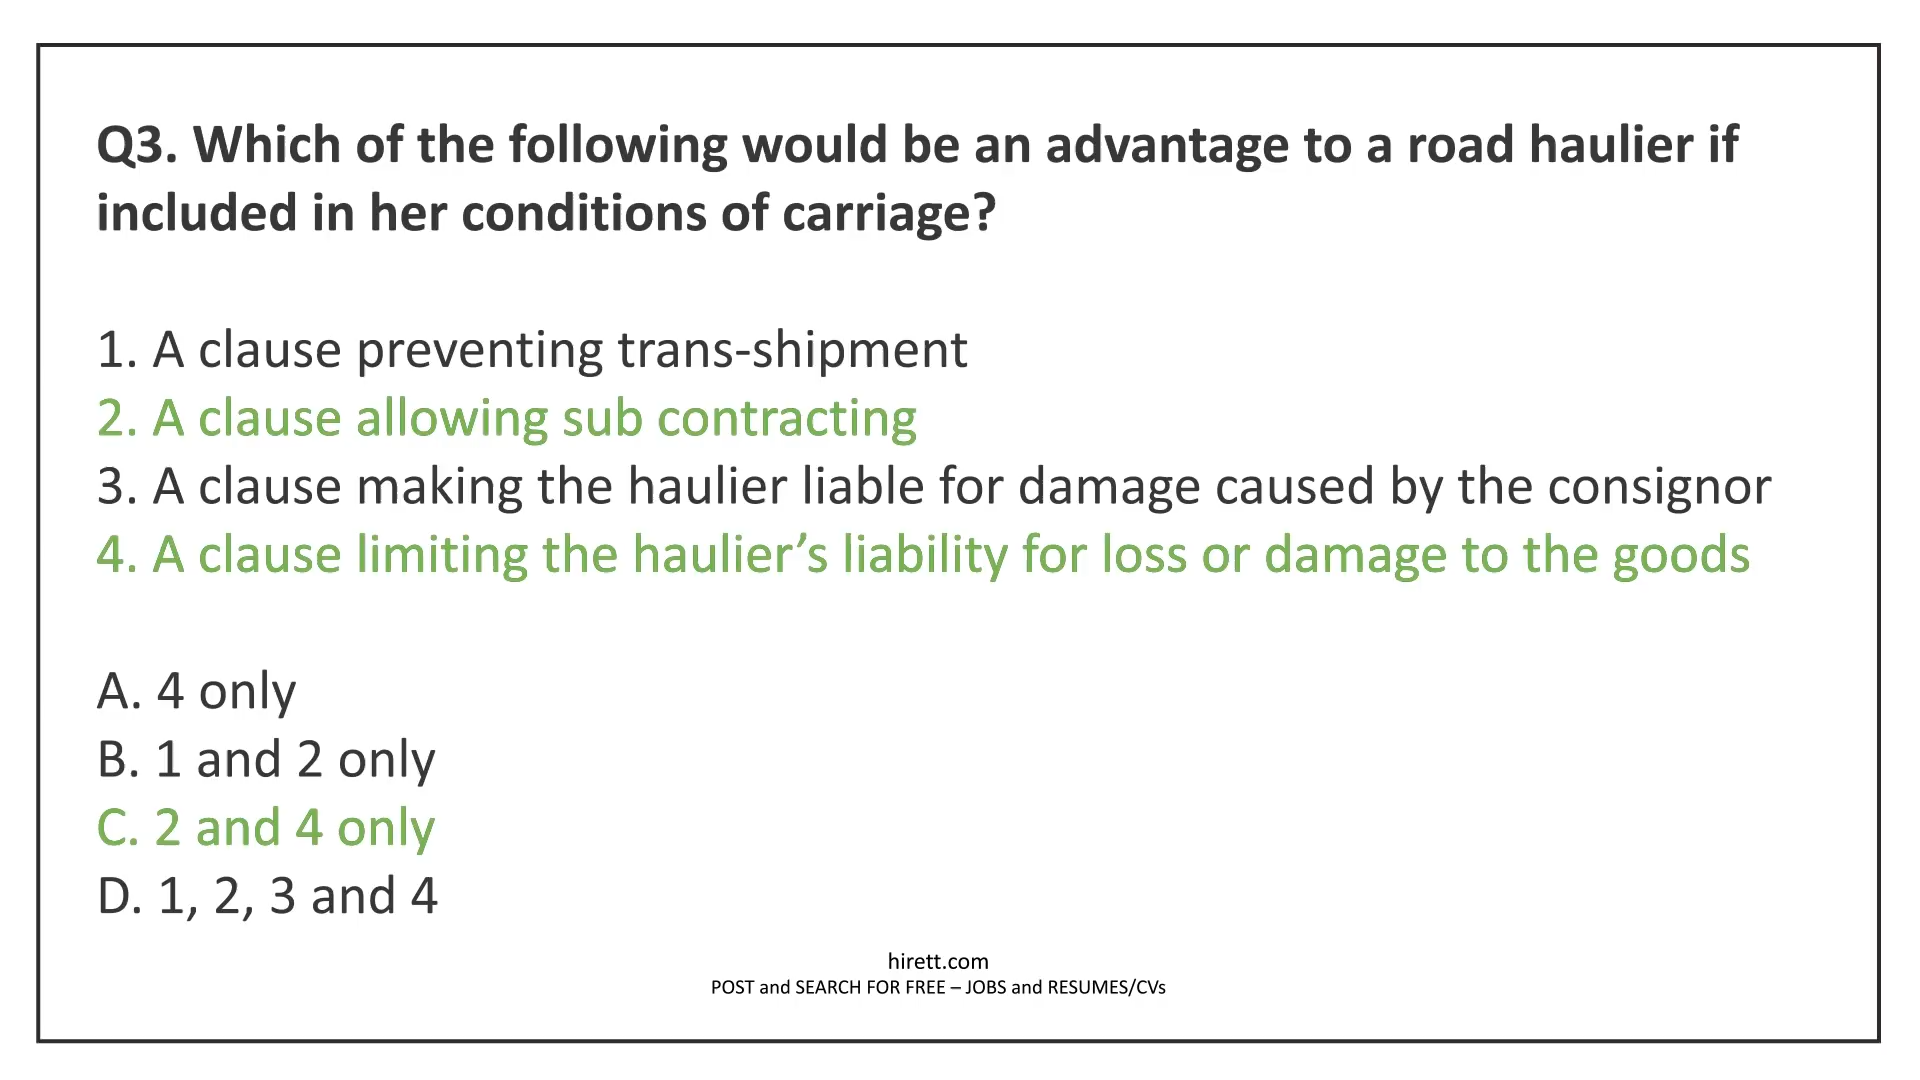 Q3. Which of the following would be an advantage to a road haulier if
included in her conditions of carriage?
1. A clause preventing trans-shipment
2. A clause allowing sub contracting
3. A clause making the haulier liable for damage caused by the consignor
4. A clause limiting the haulier’s liability for loss or damage to the goods
A. 4 only
B. 1 and 2 only
C. 2 and 4 only
D. 1, 2, 3 and 4
hirett.com
POST and SEARCH FOR FREE – JOBS and RESUMES/CVs